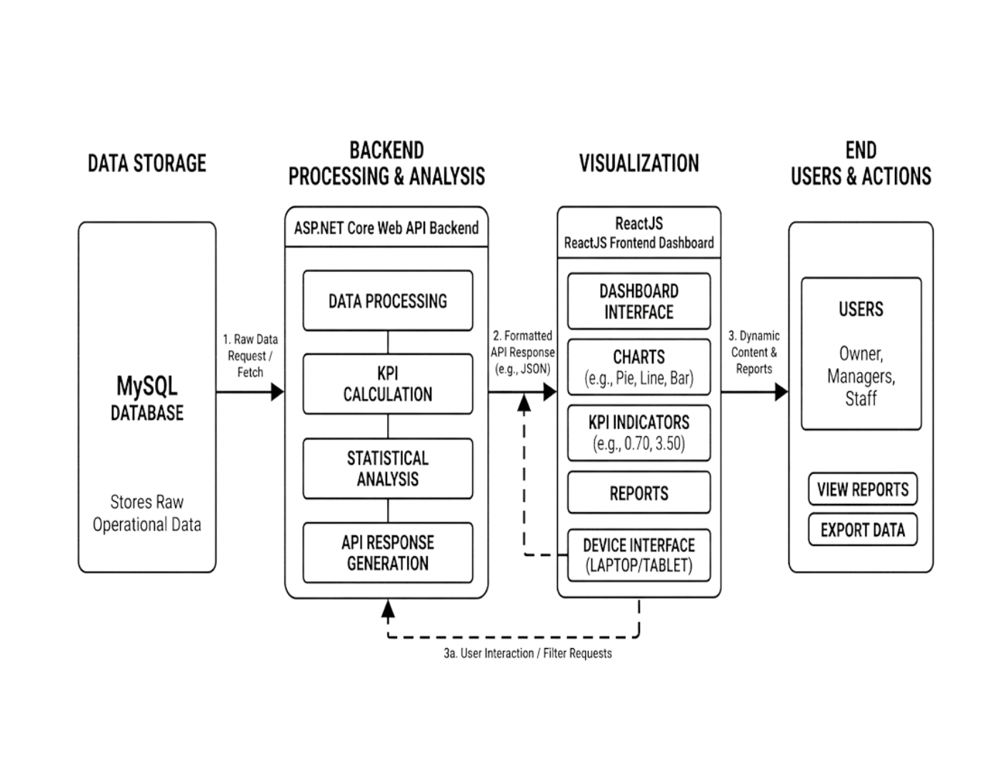 DATA STORAGE
BACKEND
PROCESSING & ANALYSIS
VISUALIZATION
END
USERS & ACTIONS
MySQL
DATABASE
Stores Raw
Operational Data
1. Raw Data
Request /
Fetch
ASP.NET Core Web API Backend
DATA PROCESSING
KPI
CALCULATION
STATISTICAL
ANALYSIS
API RESPONSE
GENERATION
2. Formatted
API Response
(e.g., JSON)
ReactJS
ReactJS Frontend Dashboard
DASHBOARD
INTERFACE
CHARTS
(e.g., Pie, Line, Bar)
KPI INDICATORS
(e.g., 0.70, 3.50)
REPORTS
DEVICE INTERFACE
(LAPTOP/TABLET)
3. Dynamic
Content &
Reports
USERS
Owner,
Managers,
Staff
VIEW REPORTS
EXPORT DATA
3a. User Interaction / Filter Requests